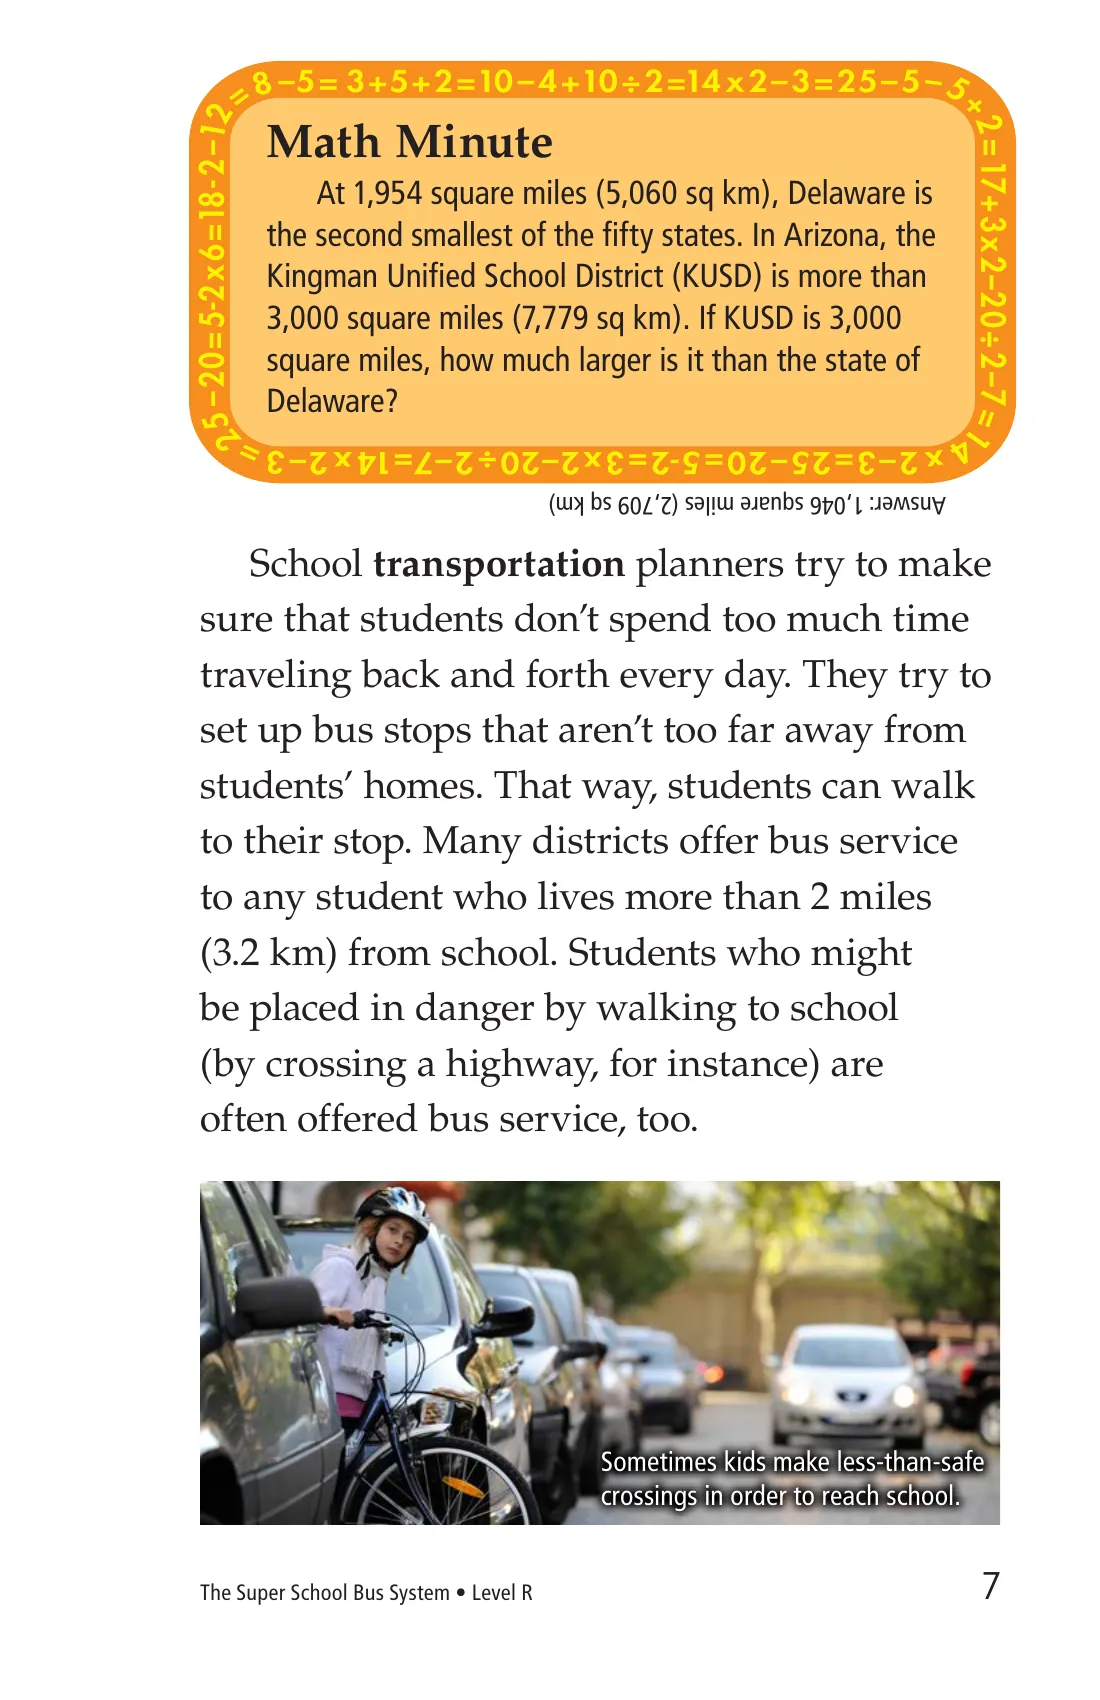 8–5=3+5+2=10–4+10÷2=14x2–3=25–5–5+2=17+3x2–20÷2–7=14x2–3=25–20=5-2=3x2–20÷2–7=14x2–3=25–20=5-2x6=18-2–12=
Math Minute
At 1,954 square miles (5,060 sq km), Delaware is
the second smallest of the fifty states. In Arizona, the
Kingman Unified School District (KUSD) is more than
3,000 square miles (7,779 sq km). If KUSD is 3,000
square miles, how much larger is it than the state of
Delaware?
Answer: 1,046 square miles (2,709 sq km)
School transportation planners try to make
sure that students don’t spend too much time
traveling back and forth every day. They try to
set up bus stops that aren’t too far away from
students’ homes. That way, students can walk
to their stop. Many districts offer bus service
to any student who lives more than 2 miles
(3.2 km) from school. Students who might
be placed in danger by walking to school
(by crossing a highway, for instance) are
often offered bus service, too.
Sometimes kids make less-than-safe
crossings in order to reach school.
The Super School Bus System • Level R
7